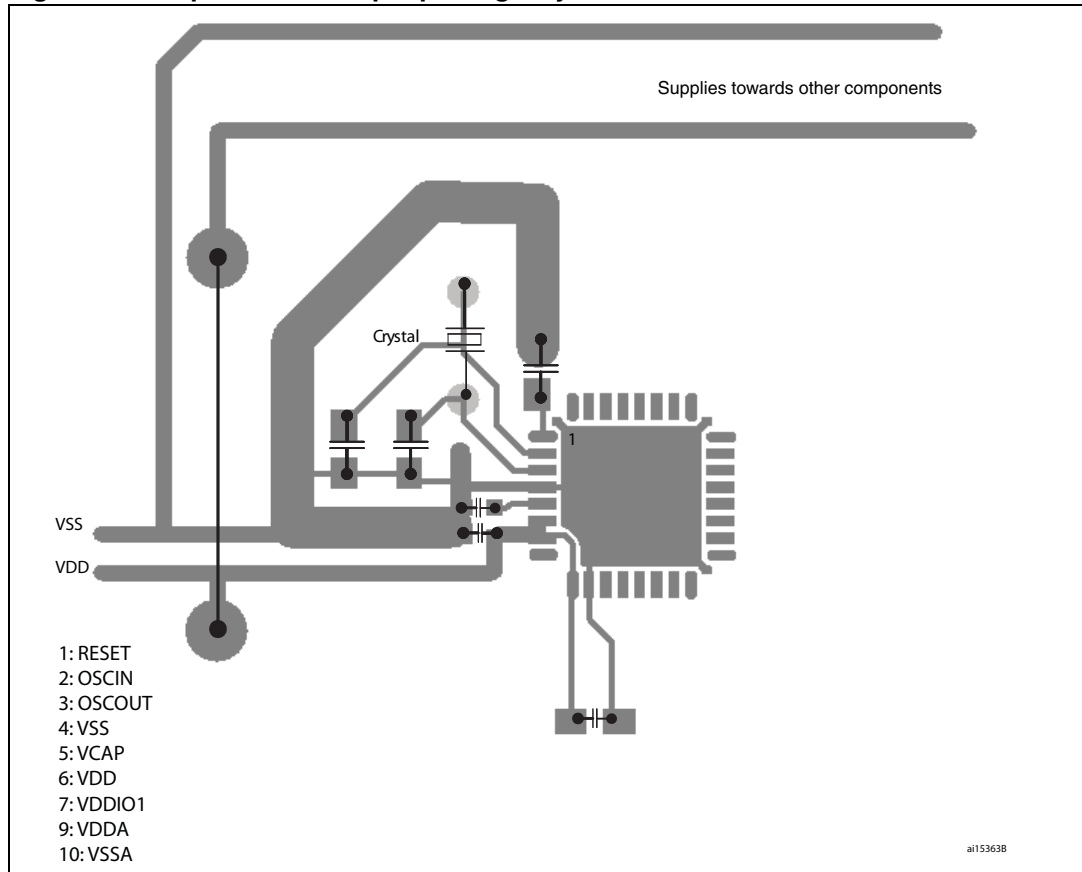 Supplies towards other components
Crystal
1
VSS
VDD
1: RESET
2: OSCIN
3: OSCOUT
4: VSS
5: VCAP
6: VDD
7: VDDIO1
9: VDDA
10: VSSA
ai15363B